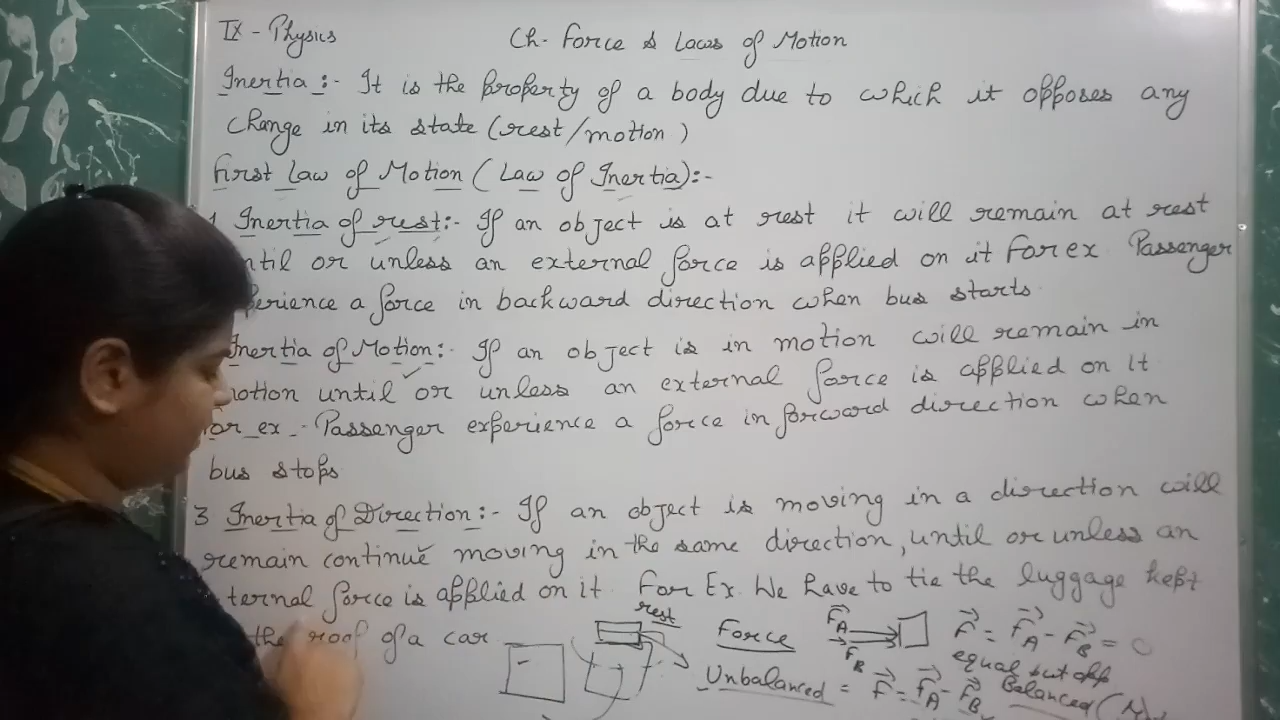 IX - Physics Ch- Force & Laws of Motion
Inertia :- It is the property of a body due to which it opposes any
change in its state (rest/motion)
First Law of Motion (Law of Inertia):-
1 Inertia of rest:- If an object is at rest it will remain at rest
ntil or unless an external force is applied on it For ex. Passenger
perience a force in backward direction when bus starts
Inertia of Motion:- If an object is in motion will remain in
motion until or unless an external force is applied on it
For ex - Passenger experience a force in forward direction when
bus stops
3 Inertia of Direction:- If an object is moving in a direction will
remain continue moving in the same direction, until or unless an
ternal force is applied on it For Ex. We have to tie the luggage kept
the roof of a car
rest
Force F⃗A F⃗B F⃗ = F⃗A - F⃗B = 0
equal but opp
Balanced
Unbalanced = F⃗ = F⃗A - F⃗B